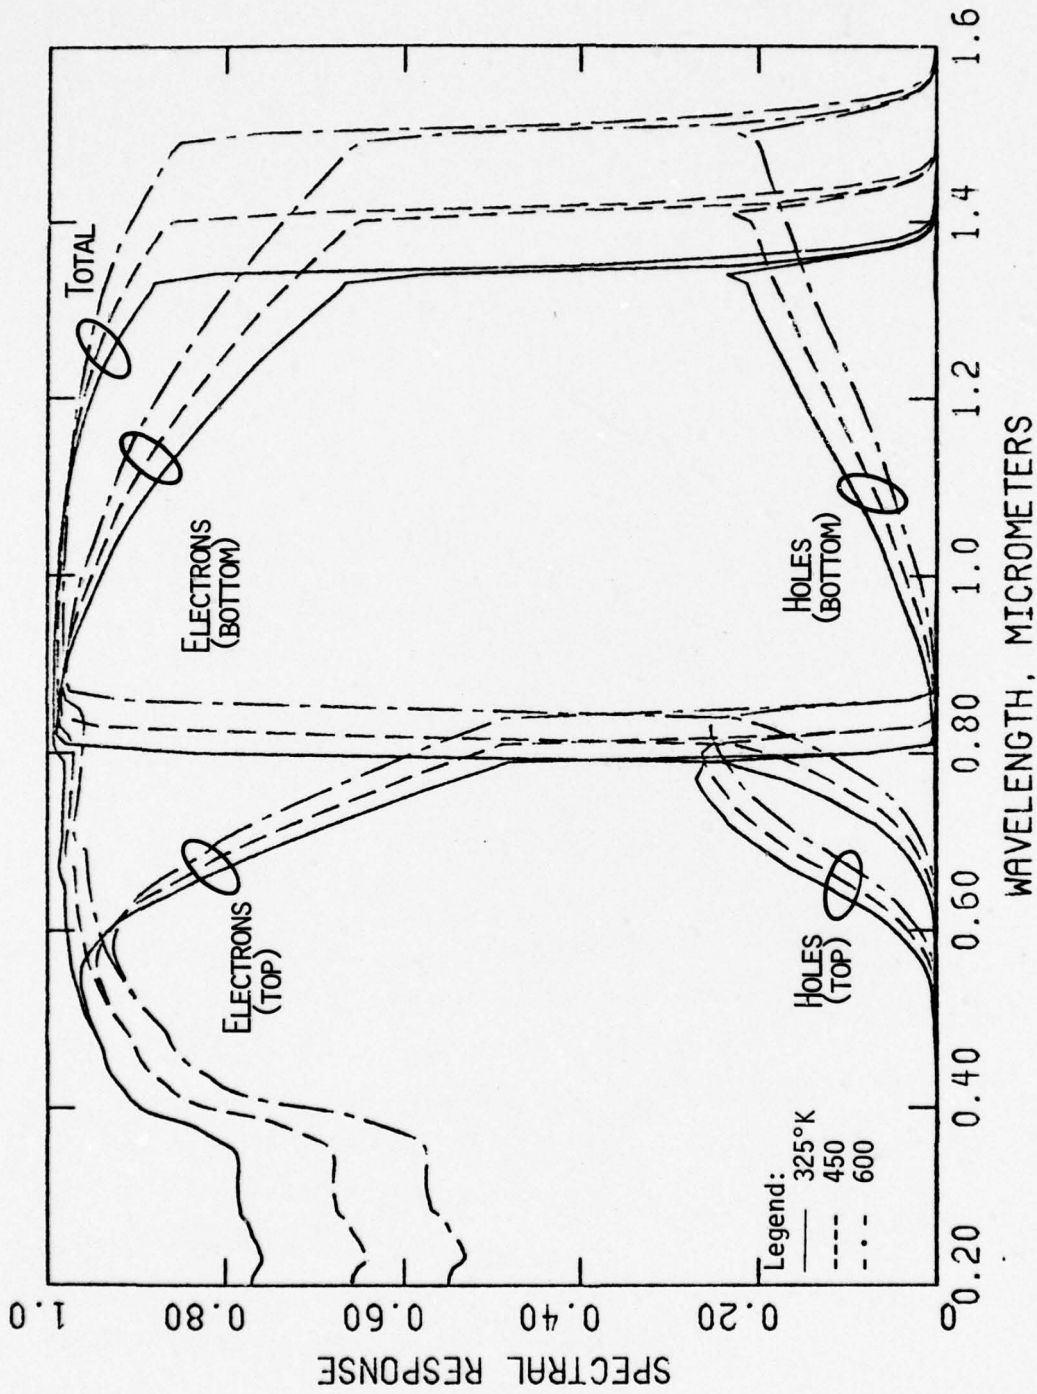 SPECTRAL RESPONSE
1.0
0.80
0.60
0.40
0.20
0
TOTAL
ELECTRONS
(BOTTOM)
ELECTRONS
(TOP)
HOLES
(BOTTOM)
HOLES
(TOP)
Legend:
325°K
450
600
0.20
0.40
0.60
0.80
1.0
1.2
1.4
1.6
WAVELENGTH, MICROMETERS